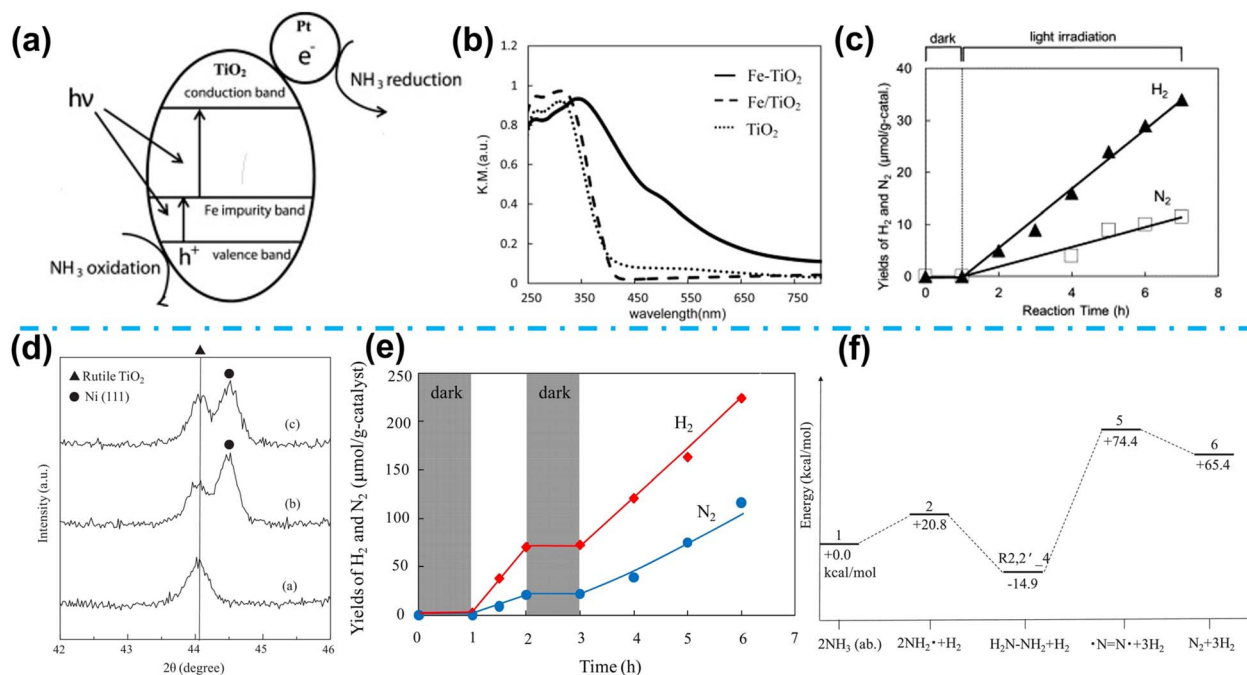 (a)
Pt
e⁻
TiO₂
conduction band
NH₃ reduction
hν
Fe impurity band
h⁺
valence band
NH₃ oxidation
(b)
K.M.(a.u.)
1.2
1
0.8
0.6
0.4
0.2
0
250 350 450 550 650 750
wavelength(nm)
Fe-TiO₂
Fe/TiO₂
TiO₂
(c)
dark
light irradiation
Yields of H₂ and N₂ (μmol/g-catal.)
40
30
20
10
0
0 2 4 6 8
Reaction Time (h)
H₂
N₂
(d)
▲ Rutile TiO₂
● Ni (111)
Intensity (a.u.)
(c)
(b)
(a)
42 43 44 45 46
2θ (degree)
(e)
Yields of H₂ and N₂ (μmol/g-catalyst)
250
200
150
100
50
0
dark
dark
H₂
N₂
0 1 2 3 4 5 6 7
Time (h)
(f)
Energy (kcal/mol)
1
+0.0
kcal/mol
2
+20.8
R2,2′_4
-14.9
5
+74.4
6
+65.4
2NH₃ (ab.)
2NH₂·+H₂
H₂N-NH₂+H₂
·N=N·+3H₂
N₂+3H₂